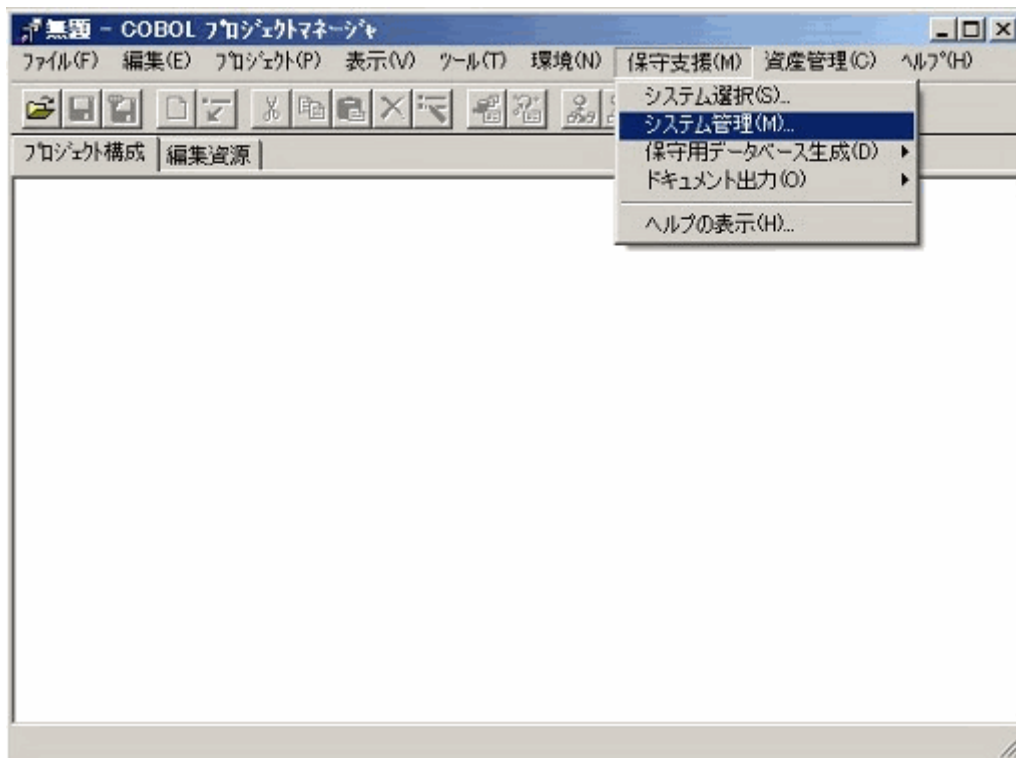 無題 - COBOL ﾌﾟﾛｼﾞｪｸﾄﾏﾈｰｼﾞｬ
ﾌｧｲﾙ(F) 編集(E) ﾌﾟﾛｼﾞｪｸﾄ(P) 表示(V) ﾂｰﾙ(T) 環境(N) 保守支援(M) 資産管理(C) ﾍﾙﾌﾟ(H)
システム選択(S)...
システム管理(M)...
保守用データベース生成(D)
ドキュメント出力(O)
ヘルプの表示(H)...
ﾌﾟﾛｼﾞｪｸﾄ構成 編集資源